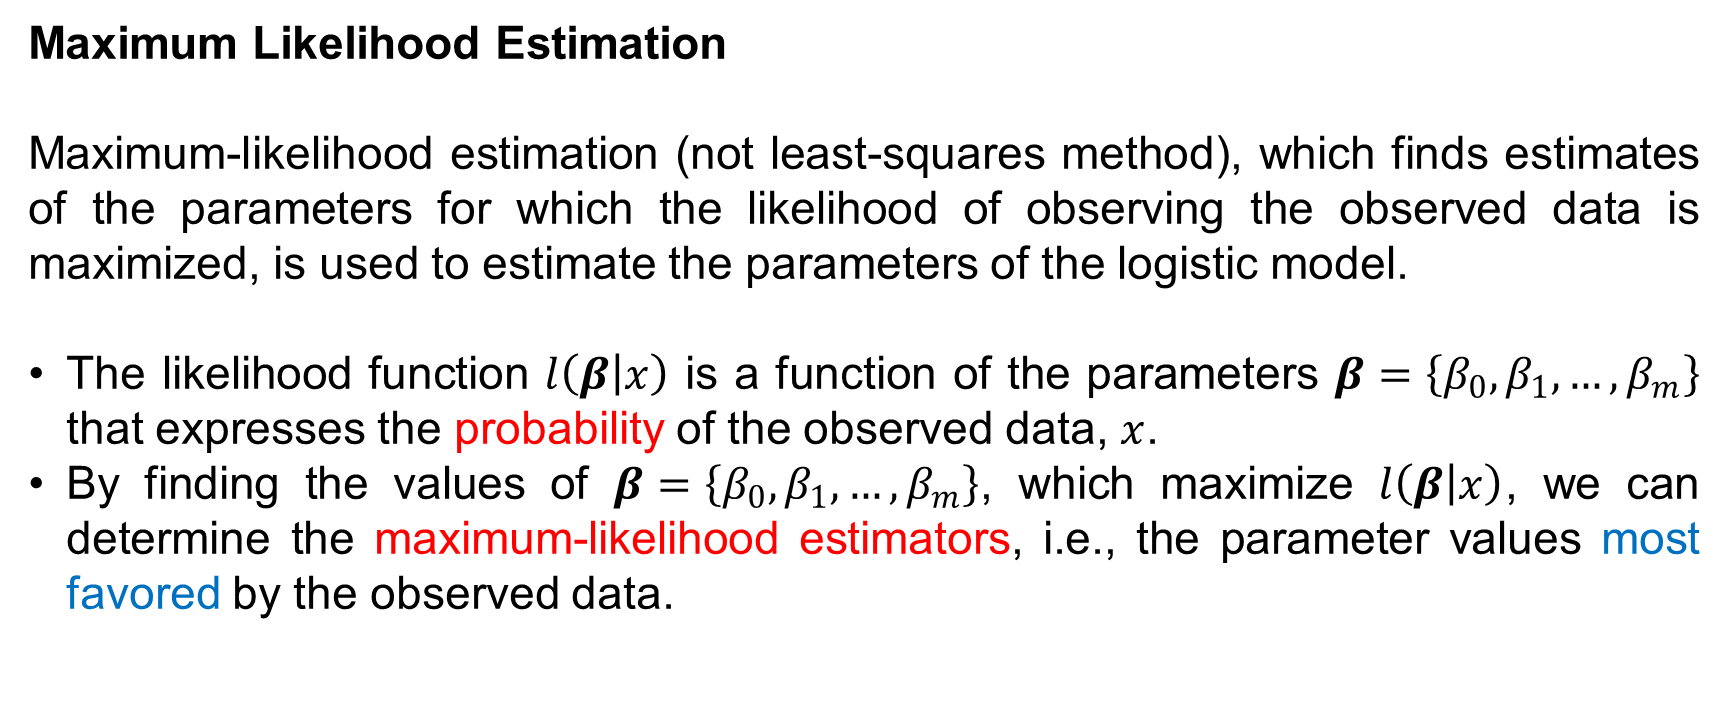 Maximum Likelihood Estimation
Maximum-likelihood estimation (not least-squares method), which finds estimates
of the parameters for which the likelihood of observing the observed data is
maximized, is used to estimate the parameters of the logistic model.
• The likelihood function 𝑙(𝜷|𝑥) is a function of the parameters 𝜷 = {𝛽₀, 𝛽₁, … , 𝛽ₘ}
that expresses the probability of the observed data, 𝑥.
• By finding the values of 𝜷 = {𝛽₀, 𝛽₁, … , 𝛽ₘ}, which maximize 𝑙(𝜷|𝑥), we can
determine the maximum-likelihood estimators, i.e., the parameter values most
favored by the observed data.